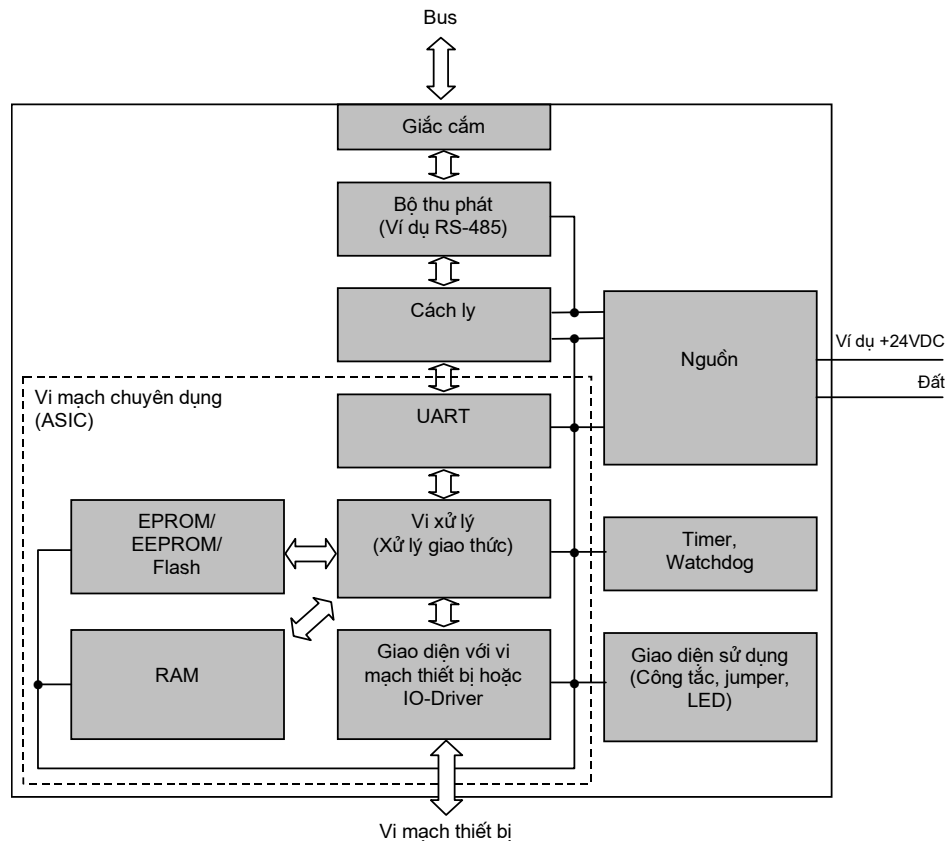 Bus
Giắc cắm
Bộ thu phát
(Ví dụ RS-485)
Cách ly
Nguồn
Ví dụ +24VDC
Đất
Vi mạch chuyên dụng
(ASIC)
UART
EPROM/
EEPROM/
Flash
Vi xử lý
(Xử lý giao thức)
Timer,
Watchdog
RAM
Giao diện với vi
mạch thiết bị hoặc
IO-Driver
Giao diện sử dụng
(Công tắc, jumper,
LED)
Vi mạch thiết bị